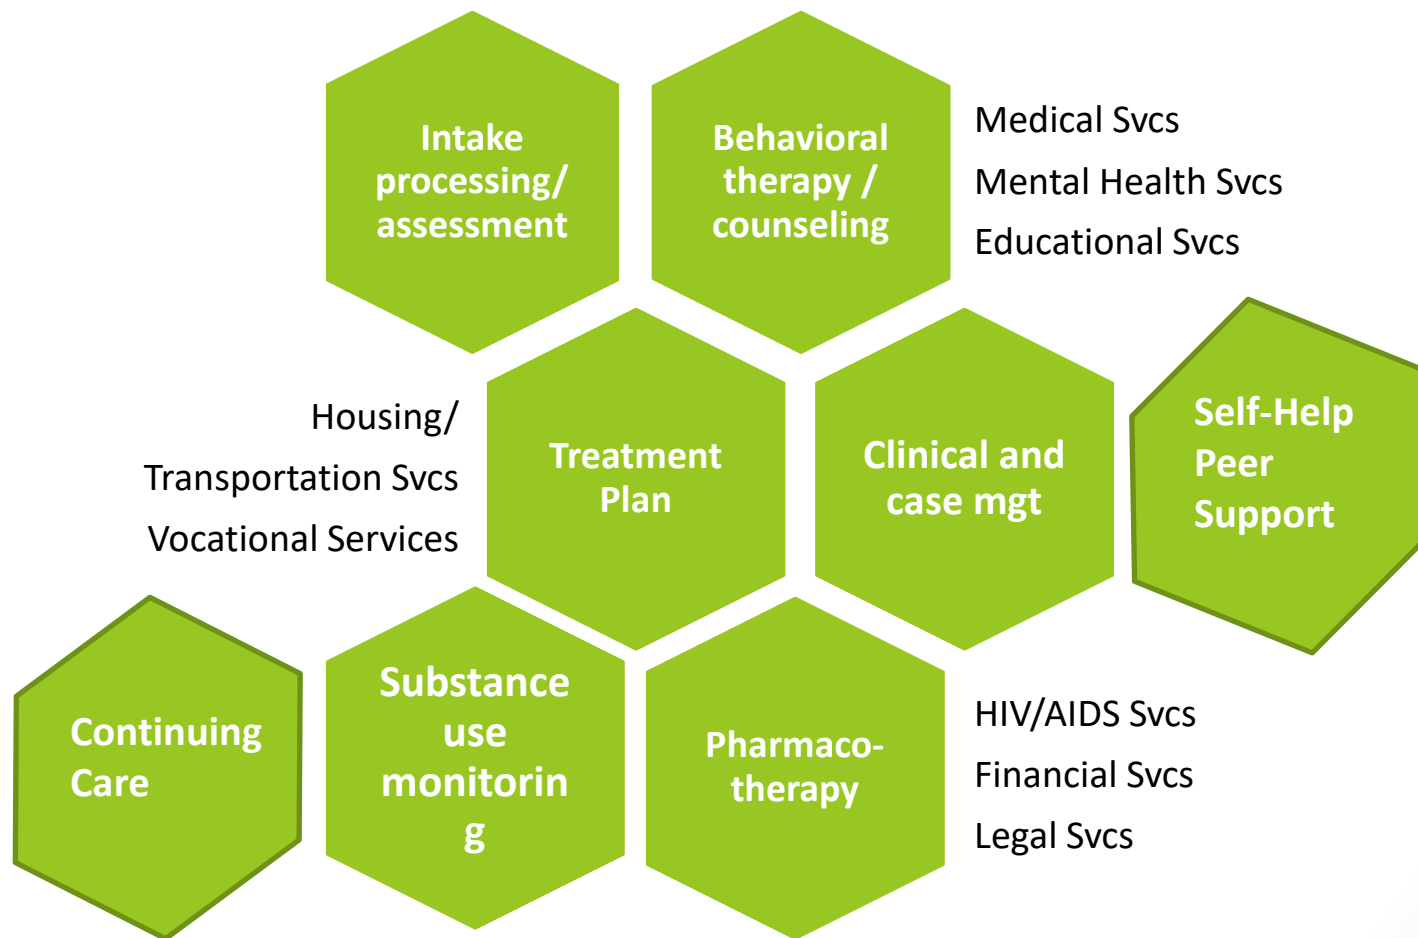 Intake
processing/
assessment
Behavioral
therapy /
counseling
Medical Svcs
Mental Health Svcs
Educational Svcs
Housing/
Transportation Svcs
Vocational Services
Treatment
Plan
Clinical and
case mgt
Self-Help
Peer
Support
Continuing
Care
Substance
use
monitorin
g
Pharmaco-
therapy
HIV/AIDS Svcs
Financial Svcs
Legal Svcs